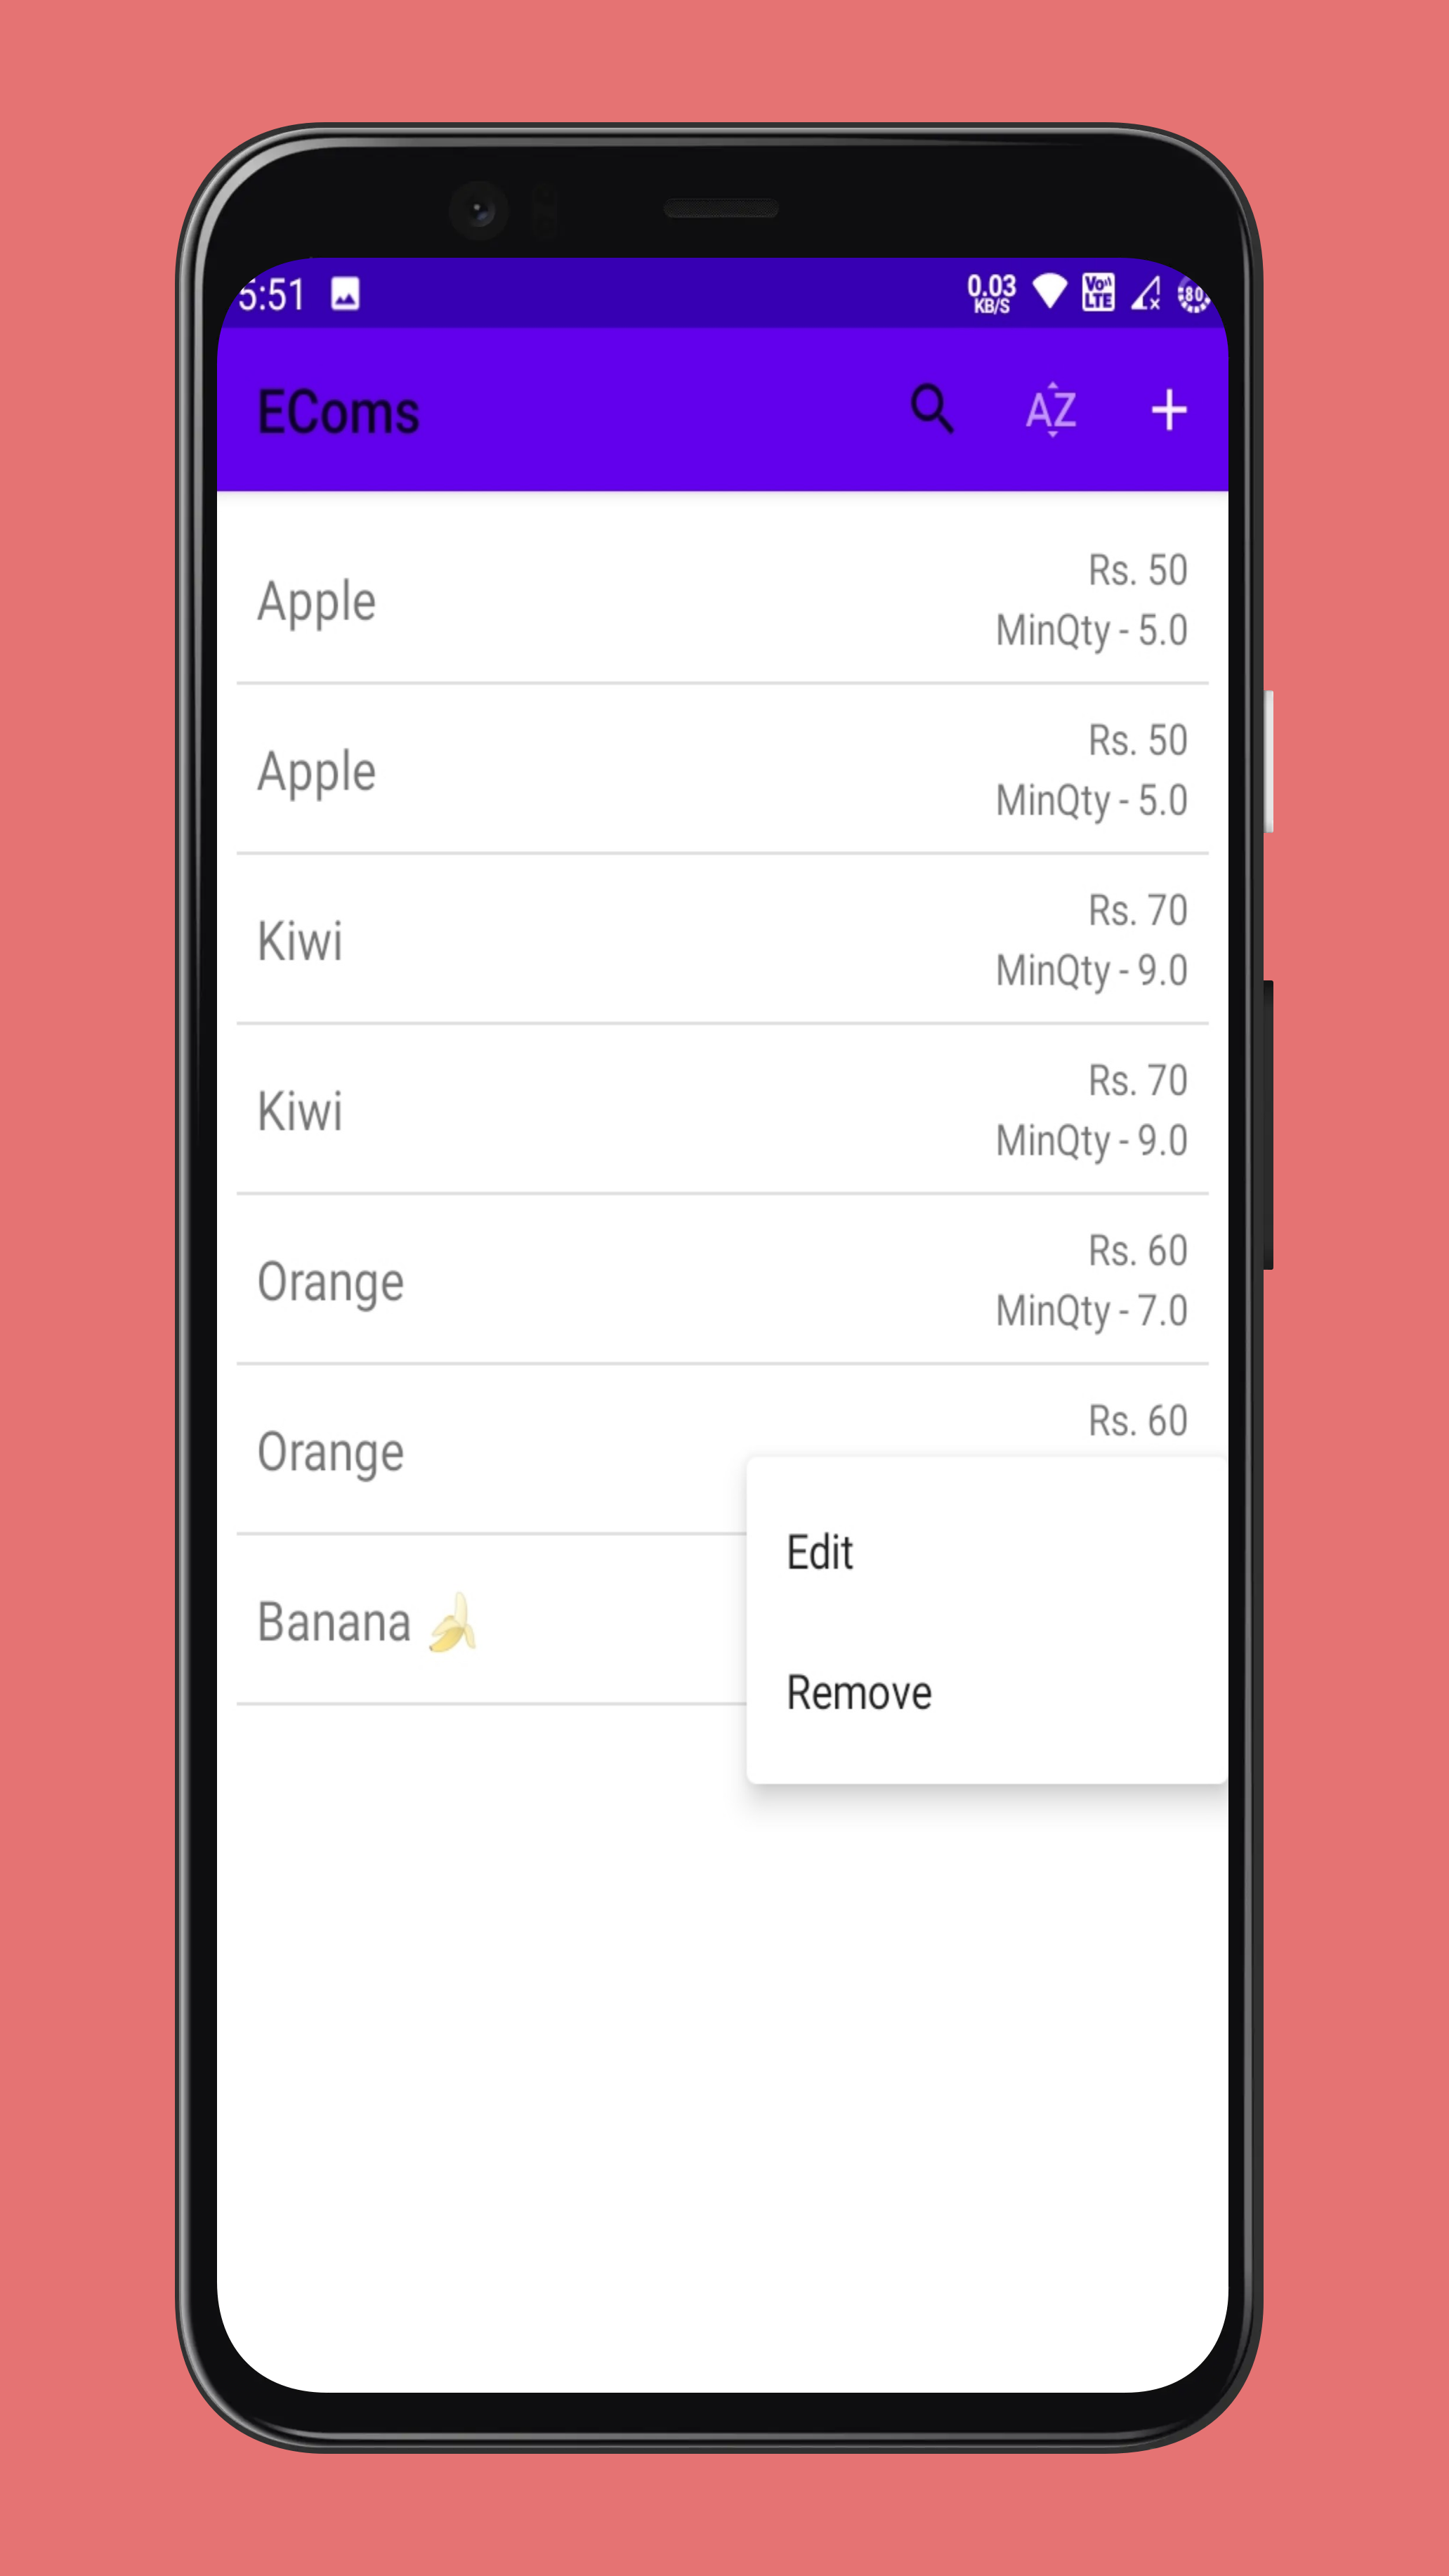 5:51
0.03
KB/S
Vo))
LTE
80
EComs
AZ
Apple
Rs. 50
MinQty - 5.0
Apple
Rs. 50
MinQty - 5.0
Kiwi
Rs. 70
MinQty - 9.0
Kiwi
Rs. 70
MinQty - 9.0
Orange
Rs. 60
MinQty - 7.0
Orange
Rs. 60
Banana 🍌
Edit
Remove